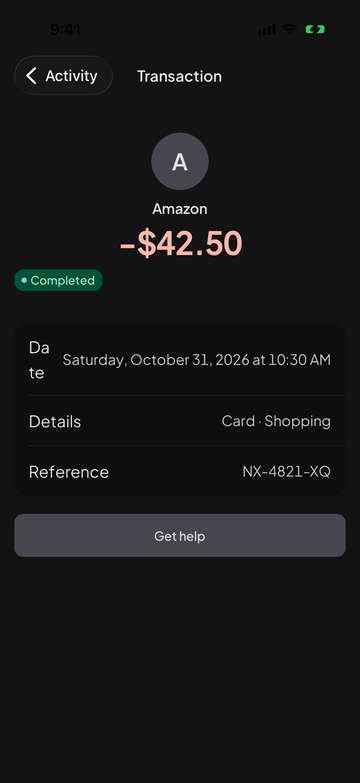 9:41
Activity
Transaction
A
Amazon
−$42.50
Completed
Da
te
Saturday, October 31, 2026 at 10:30 AM
Details
Card · Shopping
Reference
NX-4821-XQ
Get help